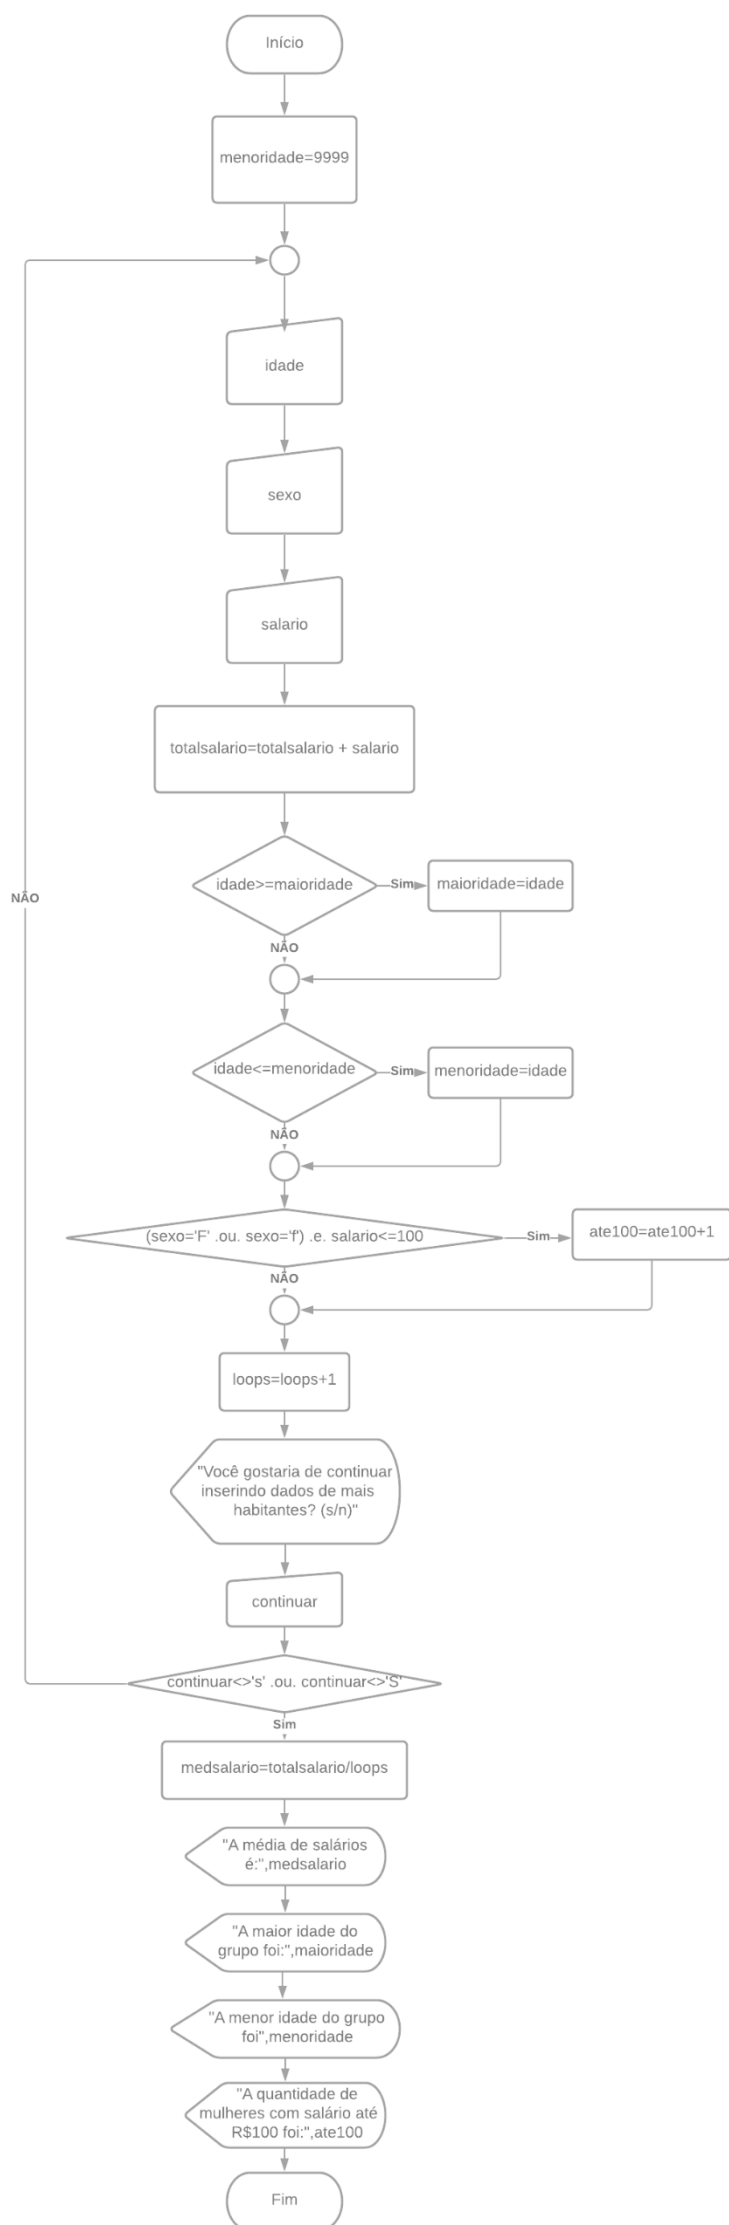 Início
menoridade=9999
idade
sexo
salario
totalsalario=totalsalario + salario
idade>=maioridade
Sim
maioridade=idade
NÃO
NÃO
idade<=menoridade
Sim
menoridade=idade
NÃO
(sexo='F' .ou. sexo='f') .e. salario<=100
Sim
ate100=ate100+1
NÃO
loops=loops+1
"Você gostaria de continuar
inserindo dados de mais
habitantes? (s/n)"
continuar
continuar<>'s' .ou. continuar<>'S'
Sim
medsalario=totalsalario/loops
"A média de salários
é:",medsalario
"A maior idade do
grupo foi:",maioridade
"A menor idade do grupo
foi",menoridade
"A quantidade de
mulheres com salário até
R$100 foi:",ate100
Fim